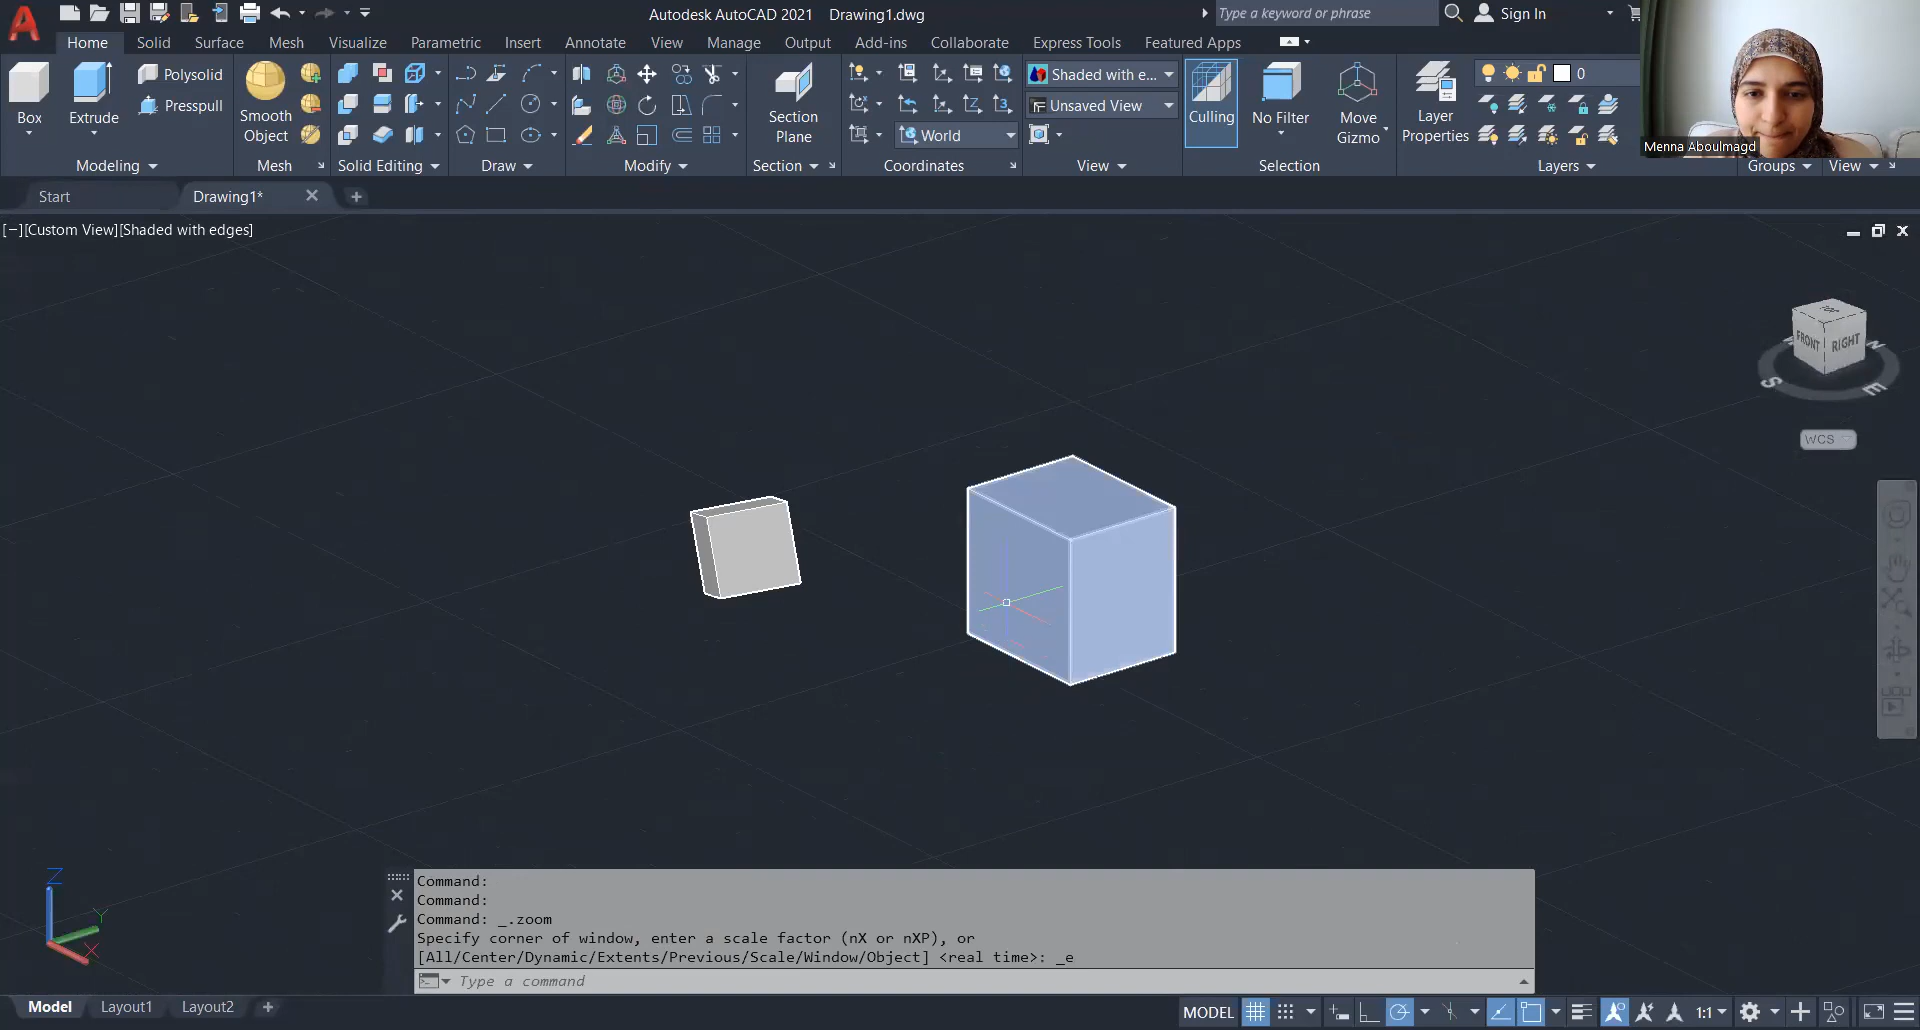 Autodesk AutoCAD 2021 Drawing1.dwg
Type a keyword or phrase
Sign In
Home Solid Surface Mesh Visualize Parametric Insert Annotate View Manage Output Add-ins Collaborate Express Tools Featured Apps
Box
Extrude
Polysolid
Presspull
Smooth
Object
Section
Plane
World
Shaded with e...
Unsaved View
Culling
No Filter
Move
Gizmo
Layer
Properties
0
Menna Aboulmagd
Modeling Mesh Solid Editing Draw Modify Section Coordinates View Selection Layers Groups View
Start Drawing1*
[−][Custom View][Shaded with edges]
TOP
FRONT RIGHT
N
S
E
WCS
Z
Y
X
Command:
Command:
Command: _.zoom
Specify corner of window, enter a scale factor (nX or nXP), or
[All/Center/Dynamic/Extents/Previous/Scale/Window/Object] <real time>: _e
Type a command
Model Layout1 Layout2
MODEL 1:1